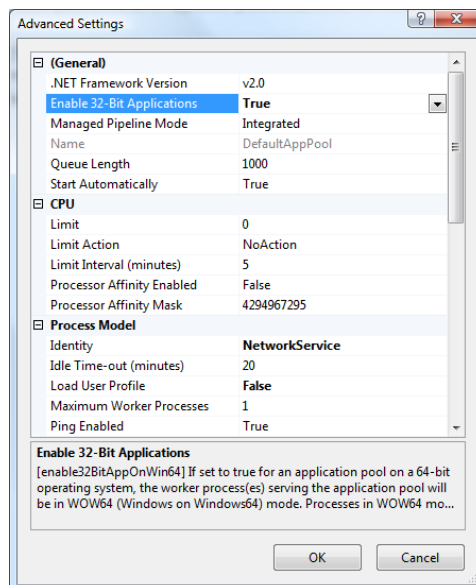 Advanced Settings
(General)
.NET Framework Version v2.0
Enable 32-Bit Applications True
Managed Pipeline Mode Integrated
Name DefaultAppPool
Queue Length 1000
Start Automatically True
CPU
Limit 0
Limit Action NoAction
Limit Interval (minutes) 5
Processor Affinity Enabled False
Processor Affinity Mask 4294967295
Process Model
Identity NetworkService
Idle Time-out (minutes) 20
Load User Profile False
Maximum Worker Processes 1
Ping Enabled True
Enable 32-Bit Applications
[enable32BitAppOnWin64] If set to true for an application pool on a 64-bit
operating system, the worker process(es) serving the application pool will
be in WOW64 (Windows on Windows64) mode. Processes in WOW64 mo...
OK Cancel